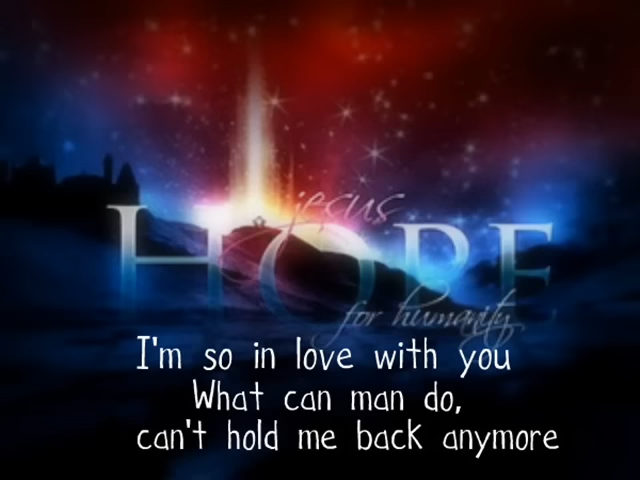 jesus
HOPE
for humanity
I'm so in love with you
What can man do,
can't hold me back anymore